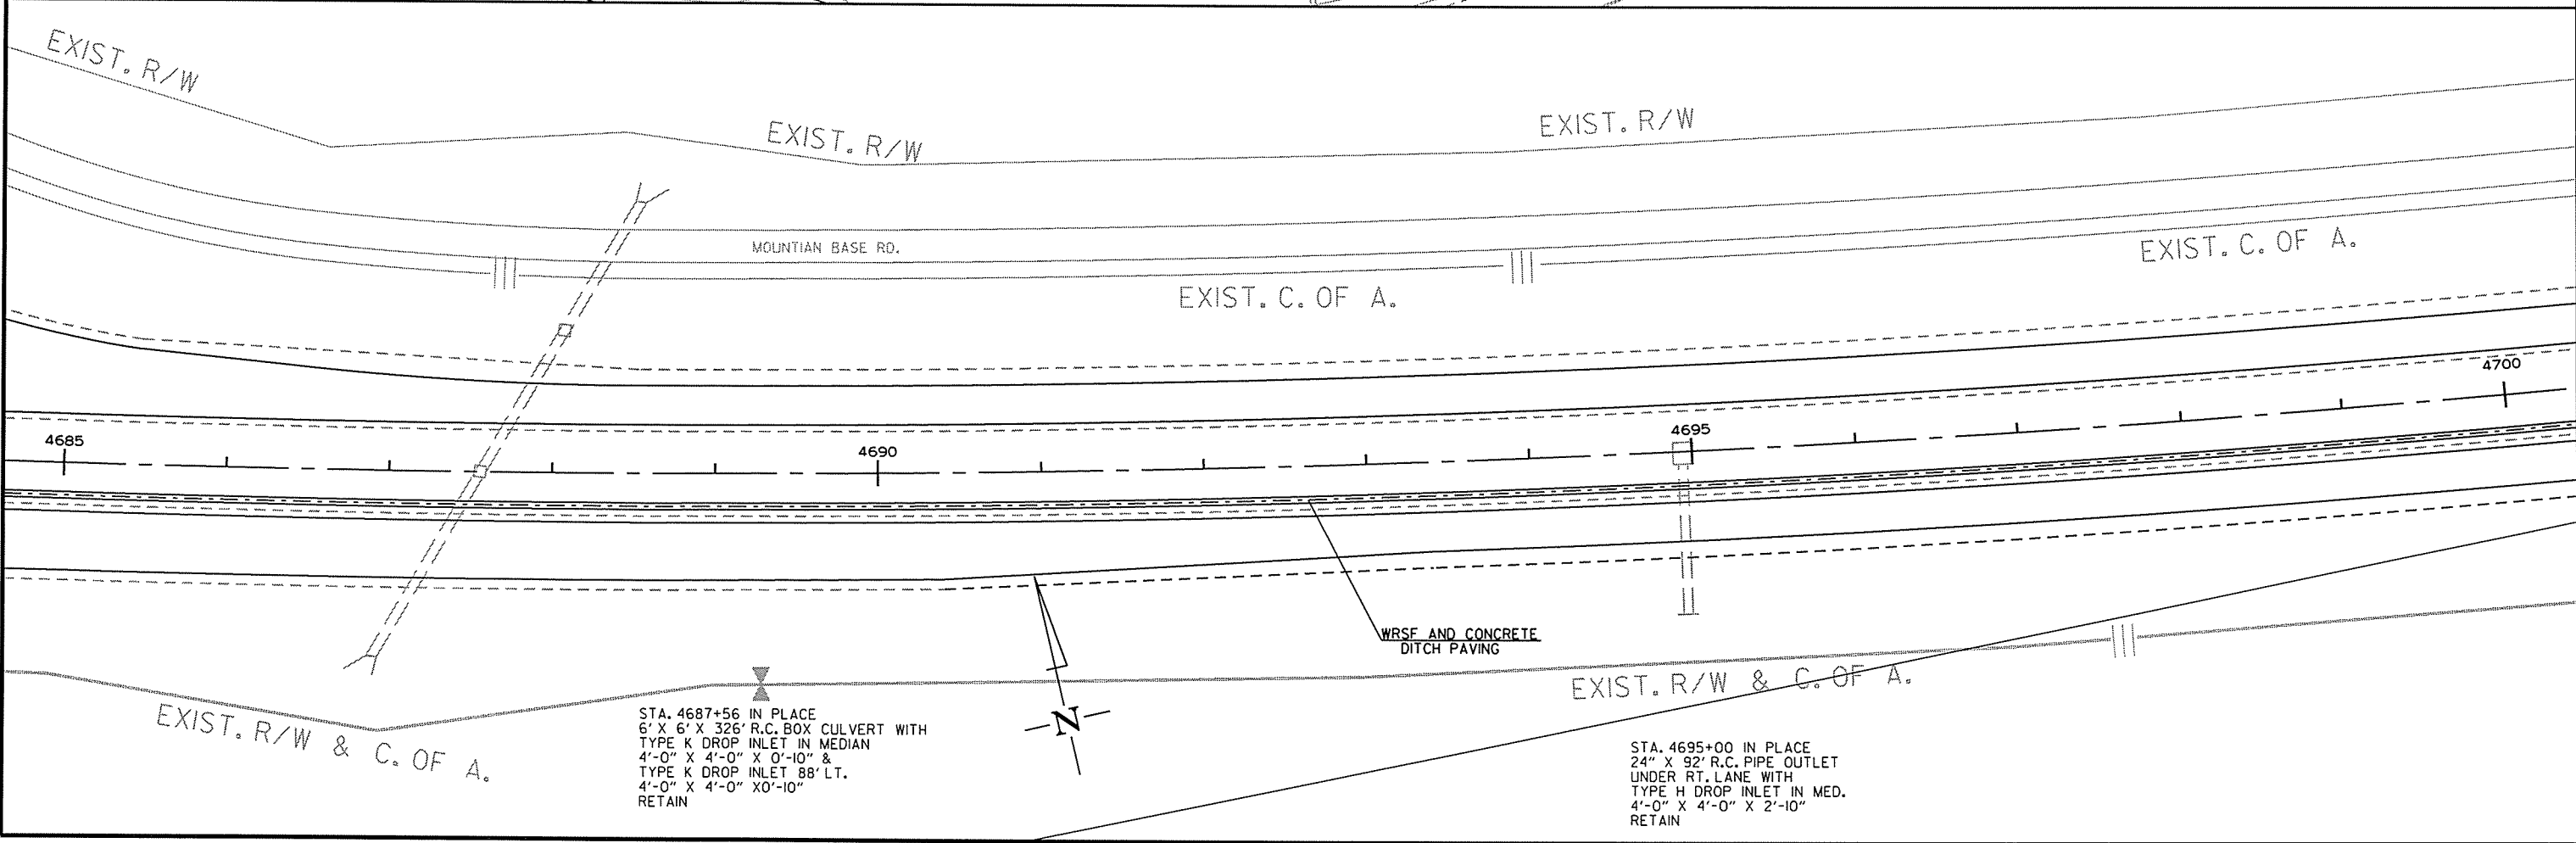 EXIST. R/W
EXIST. R/W
EXIST. R/W
MOUNTIAN BASE RD.
EXIST. C. OF A.
EXIST. C. OF A.
4685
4690
4695
4700
WRSF AND CONCRETE
DITCH PAVING
EXIST. R/W & C. OF A.
EXIST. R/W & C. OF A.
N
STA. 4687+56 IN PLACE
6' X 6' X 326' R.C. BOX CULVERT WITH
TYPE K DROP INLET IN MEDIAN
4'-0" X 4'-0" X 0'-10" &
TYPE K DROP INLET 88' LT.
4'-0" X 4'-0" X0'-10"
RETAIN
STA. 4695+00 IN PLACE
24" X 92' R.C. PIPE OUTLET
UNDER RT. LANE WITH
TYPE H DROP INLET IN MED.
4'-0" X 4'-0" X 2'-10"
RETAIN